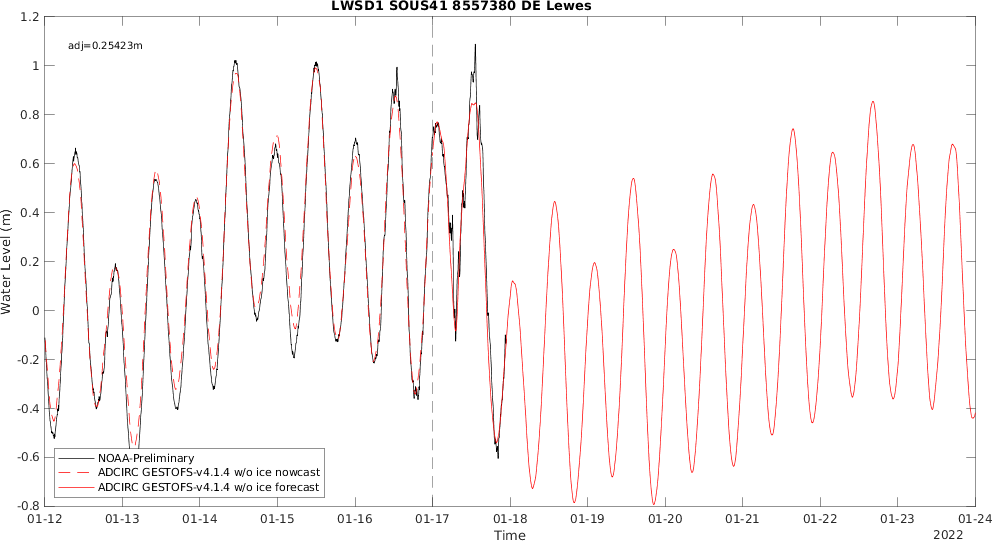 LWSD1 SOUS41 8557380 DE Lewes
adj=0.25423m
Water Level (m)
1.2
1
0.8
0.6
0.4
0.2
0
-0.2
-0.4
-0.6
-0.8
NOAA-Preliminary
ADCIRC GESTOFS-v4.1.4 w/o ice nowcast
ADCIRC GESTOFS-v4.1.4 w/o ice forecast
01-12 01-13 01-14 01-15 01-16 01-17 01-18 01-19 01-20 01-21 01-22 01-23 01-24
Time
2022